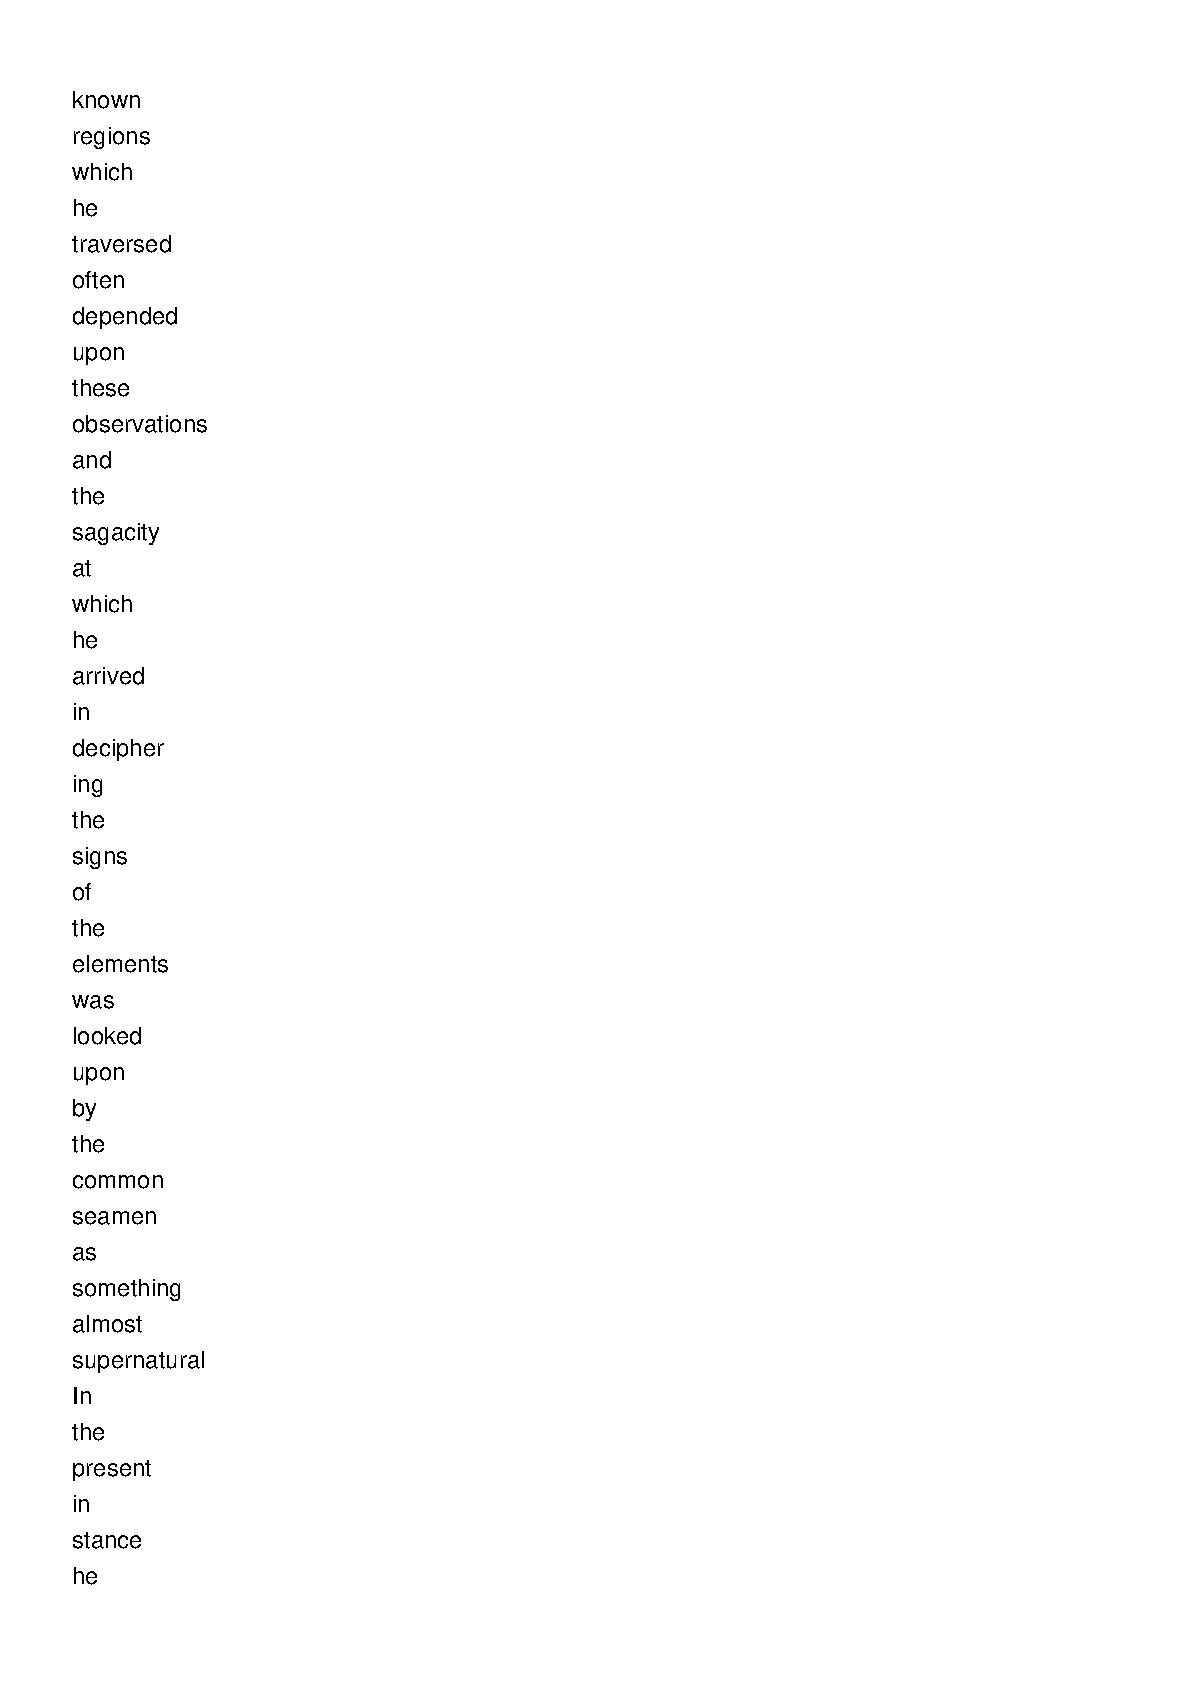 known
regions
which
he
traversed
often
depended
upon
these
observations
and
the
sagacity
at
which
he
arrived
in
decipher
ing
the
signs
of
the
elements
was
looked
upon
by
the
common
seamen
as
something
almost
supernatural
In
the
present
in
stance
he